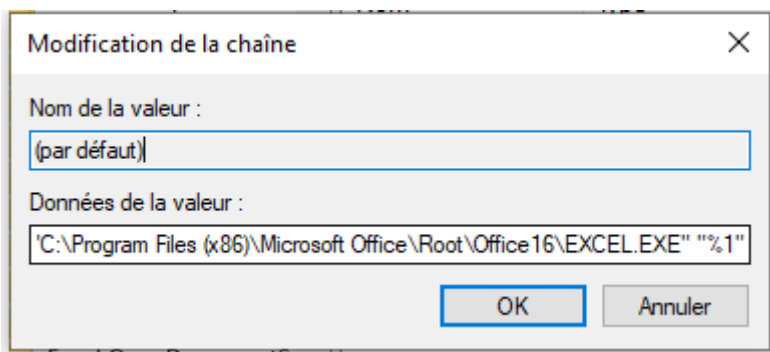 Modification de la chaîne
Nom de la valeur :
(par défaut)
Données de la valeur :
"C:\Program Files (x86)\Microsoft Office\Root\Office16\EXCEL.EXE" "%1"
OK
Annuler